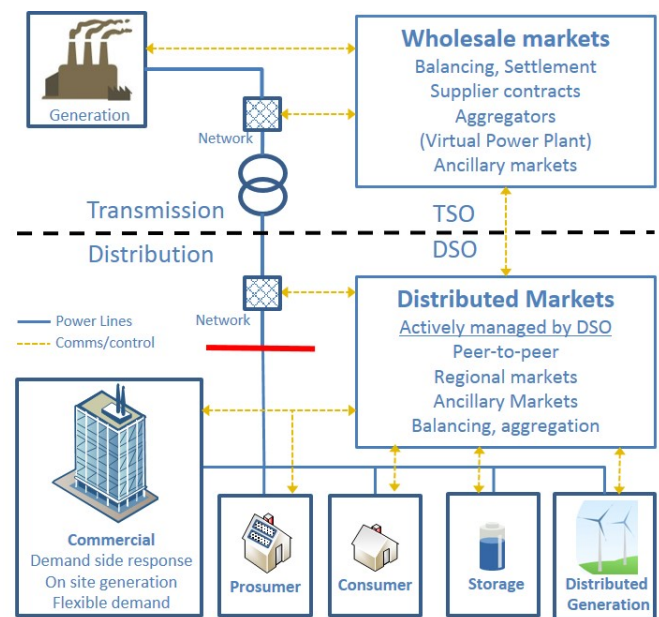 Generation
Wholesale markets
Balancing, Settlement
Supplier contracts
Aggregators
(Virtual Power Plant)
Ancillary markets
Network
Transmission
TSO
Distribution
DSO
Network
Power Lines
Comms/control
Distributed Markets
Actively managed by DSO
Peer-to-peer
Regional markets
Ancillary Markets
Balancing, aggregation
Commercial
Demand side response
On site generation
Flexible demand
Prosumer
Consumer
Storage
Distributed
Generation